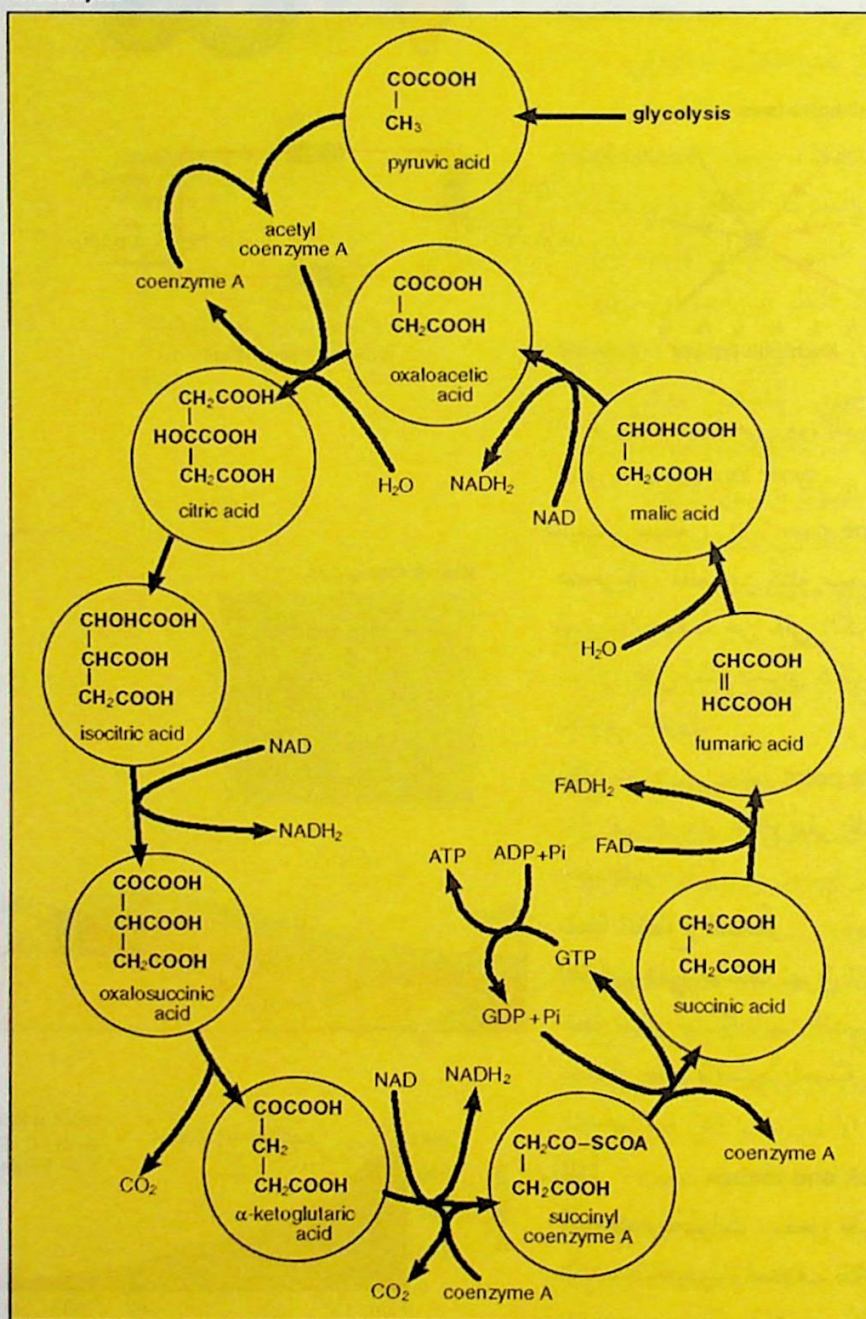 COCOOH
|
CH₃
pyruvic acid
glycolysis
acetyl
coenzyme A
coenzyme A
COCOOH
|
CH₂COOH
oxaloacetic
acid
CH₂COOH
|
HOCCOOH
|
CH₂COOH
citric acid
H₂O
NADH₂
NAD
CHOHCOOH
|
CH₂COOH
malic acid
CHOHCOOH
|
CHCOOH
|
CH₂COOH
isocitric acid
H₂O
CHCOOH
||
HCCOOH
fumaric acid
NAD
NADH₂
FADH₂
FAD
ATP
ADP+Pi
GTP
GDP+Pi
COCOOH
|
CHCOOH
|
CH₂COOH
oxalosuccinic
acid
CH₂COOH
|
CH₂COOH
succinic acid
CO₂
COCOOH
|
CH₂
|
CH₂COOH
α-ketoglutaric
acid
NAD
NADH₂
CO₂
coenzyme A
CH₂CO–SCOA
|
CH₂COOH
succinyl
coenzyme A
coenzyme A